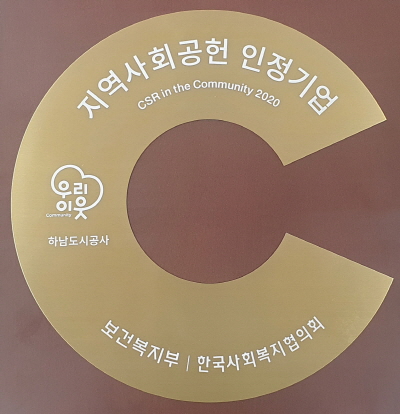 지역사회공헌 인정기업
CSR in the Community 2020
우리
이웃
Community
하남도시공사
보건복지부 | 한국사회복지협의회